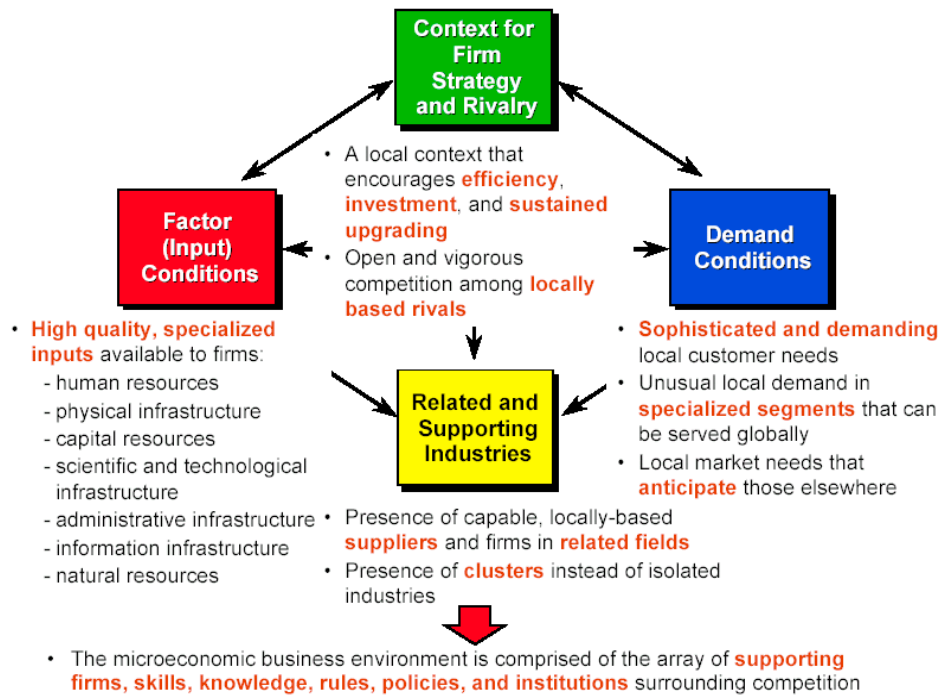 Context for
Firm
Strategy
and Rivalry
• A local context that
encourages efficiency,
investment, and sustained
upgrading
• Open and vigorous
competition among locally
based rivals
Factor
(Input)
Conditions
• High quality, specialized
inputs available to firms:
- human resources
- physical infrastructure
- capital resources
- scientific and technological
infrastructure
- administrative infrastructure
- information infrastructure
- natural resources
Demand
Conditions
• Sophisticated and demanding
local customer needs
• Unusual local demand in
specialized segments that can
be served globally
• Local market needs that
anticipate those elsewhere
Related and
Supporting
Industries
• Presence of capable, locally-based
suppliers and firms in related fields
• Presence of clusters instead of isolated
industries
• The microeconomic business environment is comprised of the array of supporting
firms, skills, knowledge, rules, policies, and institutions surrounding competition